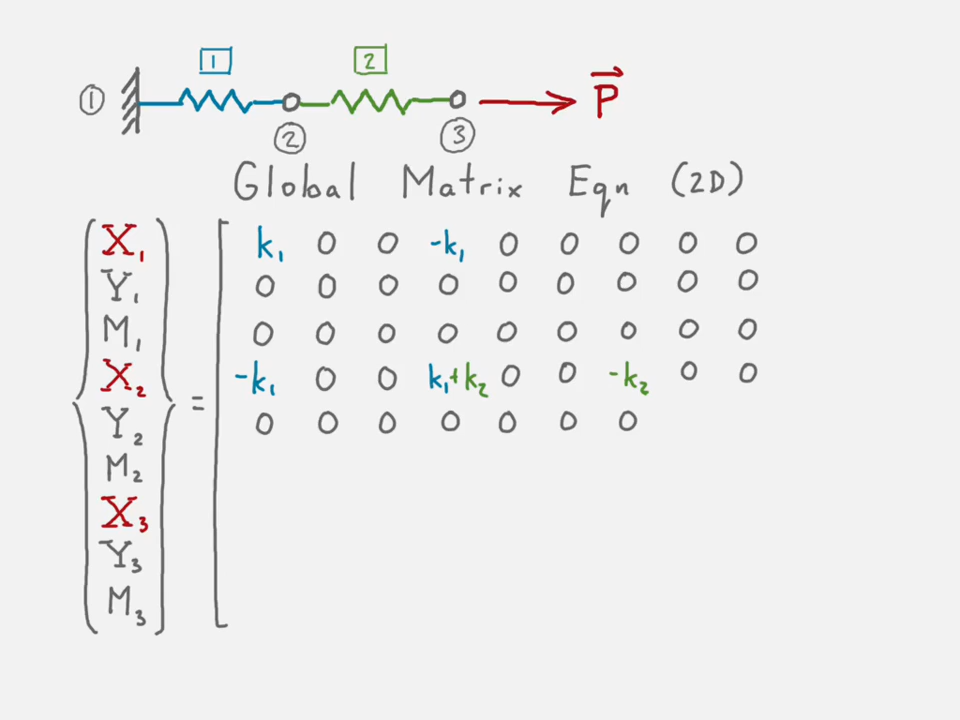 1 2
① P
② ③
Global Matrix Eqn (2D)
X₁ k₁ 0 0 -k₁ 0 0 0 0 0
Y₁ 0 0 0 0 0 0 0 0 0
M₁ 0 0 0 0 0 0 0 0 0
X₂ = -k₁ 0 0 k₁+k₂ 0 0 -k₂ 0 0
Y₂ 0 0 0 0 0 0 0
M₂
X₃
Y₃
M₃